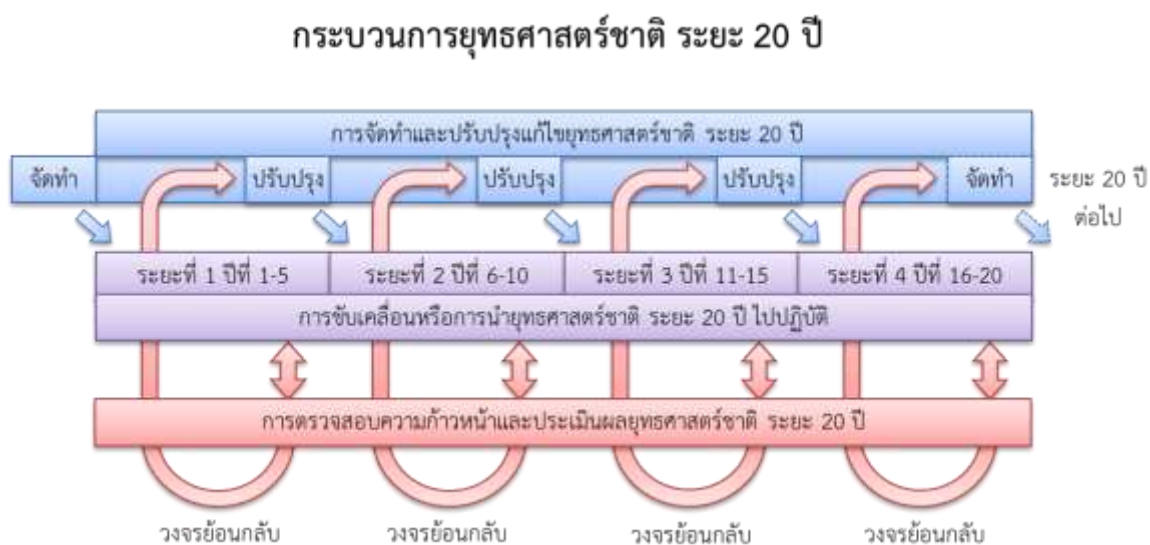 กระบวนการยุทธศาสตร์ชาติ ระยะ 20 ปี
การจัดทำและปรับปรุงแก้ไขยุทธศาสตร์ชาติ ระยะ 20 ปี
จัดทำ
ปรับปรุง
ปรับปรุง
ปรับปรุง
จัดทำ
ระยะ 20 ปี
ต่อไป
ระยะที่ 1 ปีที่ 1-5
ระยะที่ 2 ปีที่ 6-10
ระยะที่ 3 ปีที่ 11-15
ระยะที่ 4 ปีที่ 16-20
การขับเคลื่อนหรือการนำยุทธศาสตร์ชาติ ระยะ 20 ปี ไปปฏิบัติ
การตรวจสอบความก้าวหน้าและประเมินผลยุทธศาสตร์ชาติ ระยะ 20 ปี
วงจรย้อนกลับ
วงจรย้อนกลับ
วงจรย้อนกลับ
วงจรย้อนกลับ